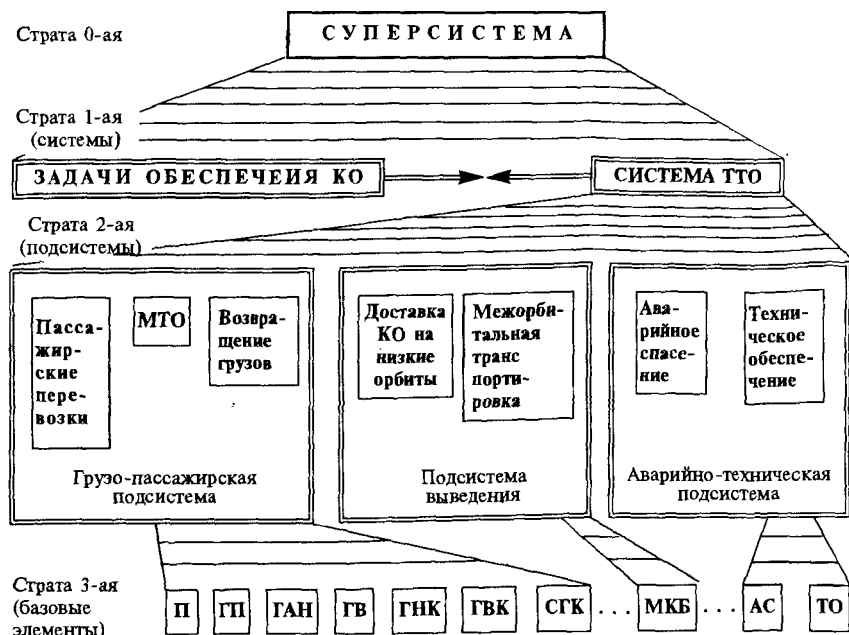 Страта 0-ая
СУПЕРСИСТЕМА
Страта 1-ая
(системы)
ЗАДАЧИ ОБЕСПЕЧЕИЯ КО
СИСТЕМА ТТО
Страта 2-ая
(подсистемы)
Пасса-
жир-
ские
пере-
возки
МТО
Возвра-
щение
грузов
Грузо-пассажирская
подсистема
Доставка
КО на
низкие
орбиты
Межорби-
тальная
транс
порти-
ровка
Подсистема
выведения
Ава-
рийное
спасе-
ние
Техни-
ческое
обеспе-
чение
Аварийно-техническая
подсистема
Страта 3-ая
(базовые
элементы)
П ГП ГАН ГВ ГНК ГВК СГК . . . МКБ . . . АС ТО